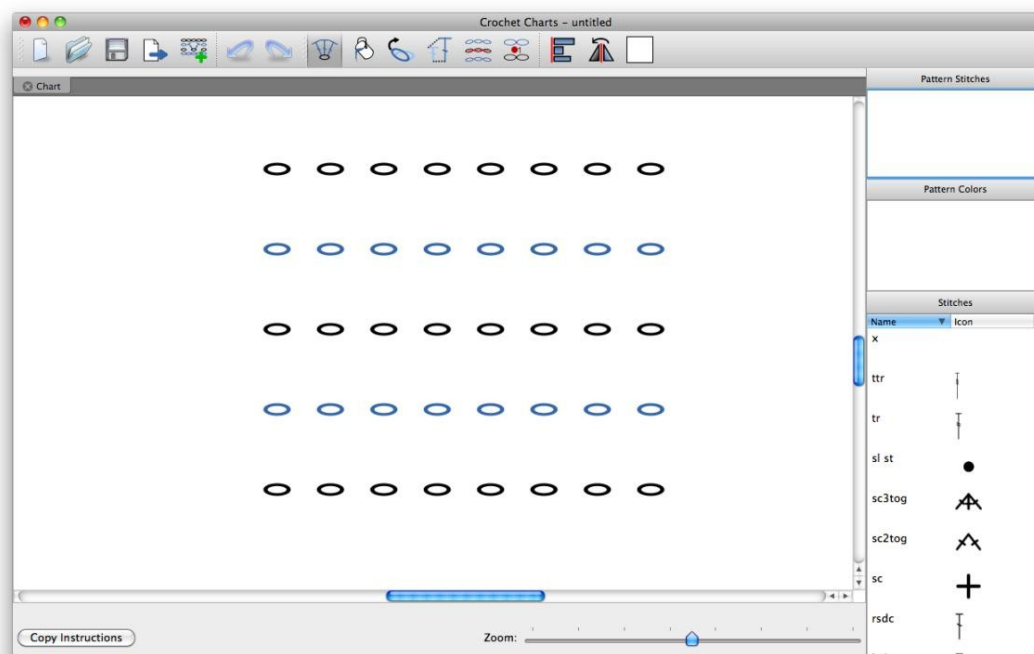 Crochet Charts - untitled
Chart
Pattern Stitches
Pattern Colors
Stitches
Name Icon
x
ttr
tr
sl st
sc3tog
sc2tog
sc
rsdc
Copy Instructions
Zoom: